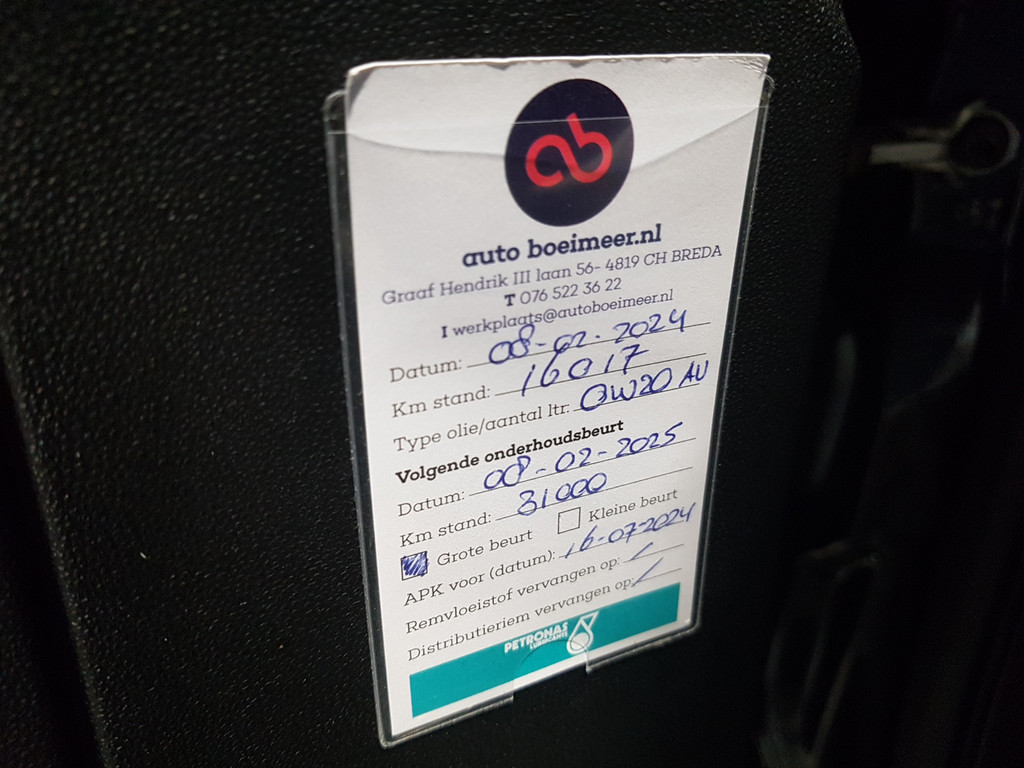 ab
auto boeimeer.nl
Graaf Hendrik III laan 56- 4819 CH BREDA
T 076 522 36 22
I werkplaats@autoboeimeer.nl
Datum: 08-02-2024
Km stand: 16017
Type olie/aantal ltr: 0W20 AV
Volgende onderhoudsbeurt
Datum: 08-02-2025
Km stand: 31000
Grote beurt Kleine beurt
APK voor (datum): 16-07-2024
Remvloeistof vervangen op: /
Distributieriem vervangen op: /
PETRONAS
LUBRICANTS